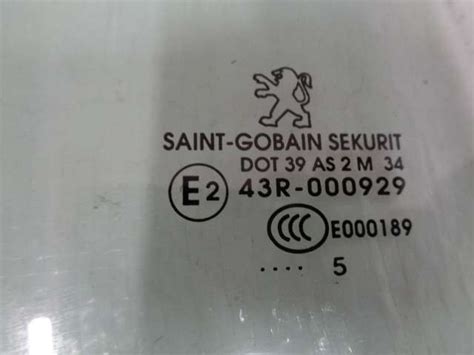 SAINT-GOBAIN SEKURIT
DOT 39 AS 2 M 34
E2 43R-000929
CCC E000189
.... 5